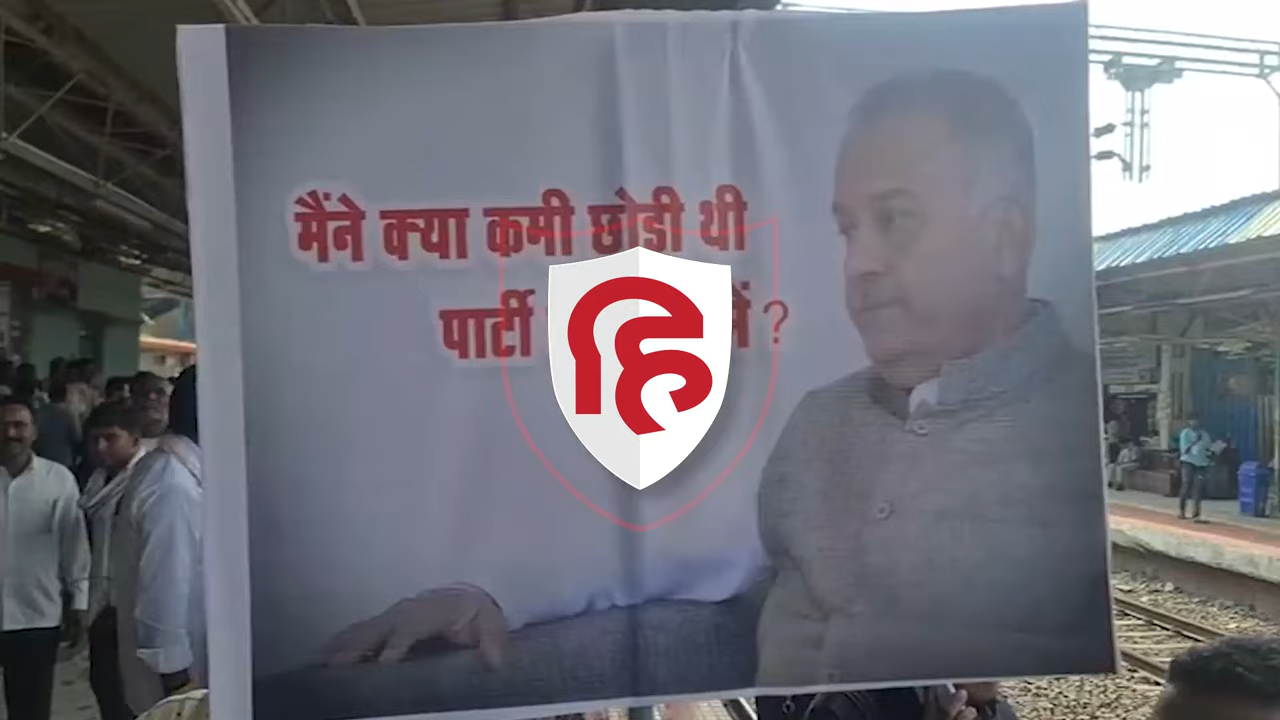 मैंने क्या कमी छोडी थी
पार्टी में ?
हि